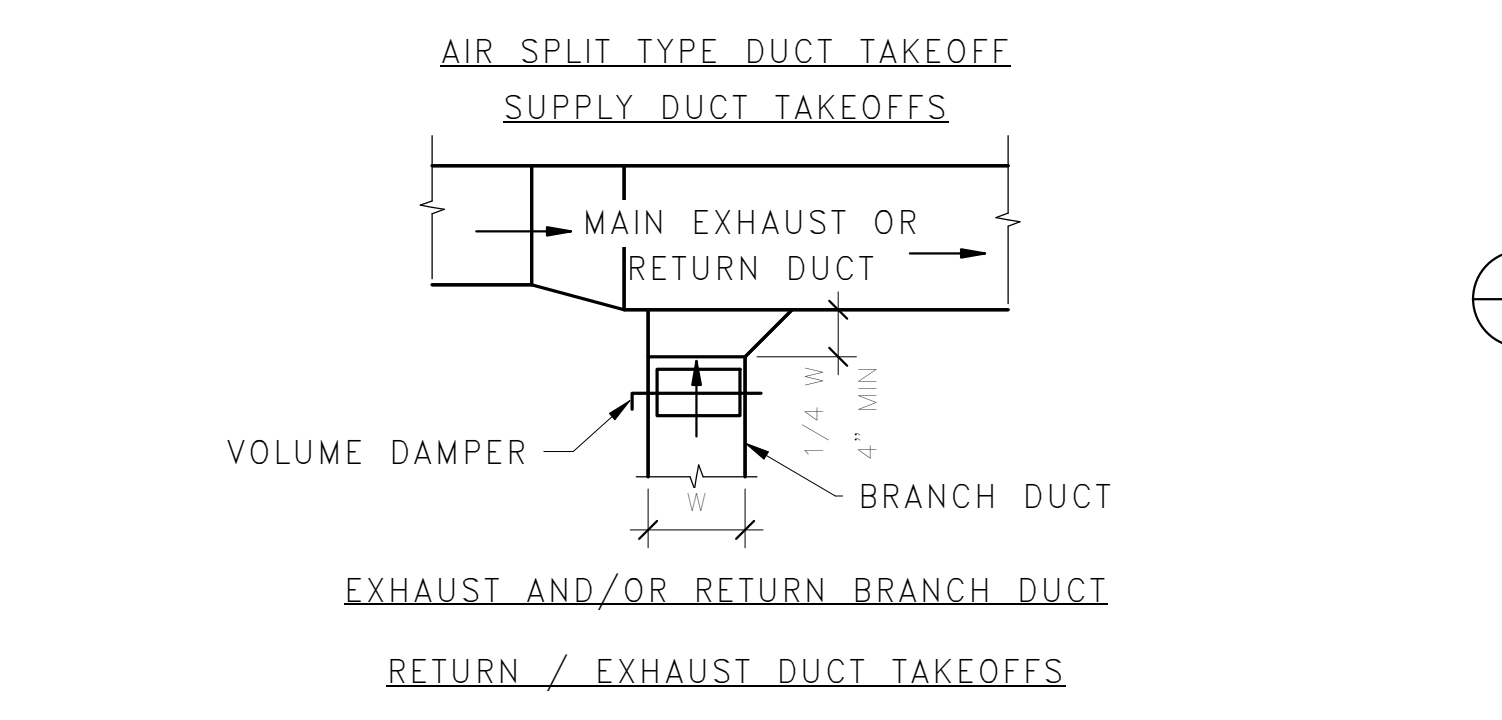 AIR SPLIT TYPE DUCT TAKEOFF
SUPPLY DUCT TAKEOFFS
MAIN EXHAUST OR
RETURN DUCT
1/4 W
4" MIN
VOLUME DAMPER
BRANCH DUCT
W
EXHAUST AND/OR RETURN BRANCH DUCT
RETURN / EXHAUST DUCT TAKEOFFS